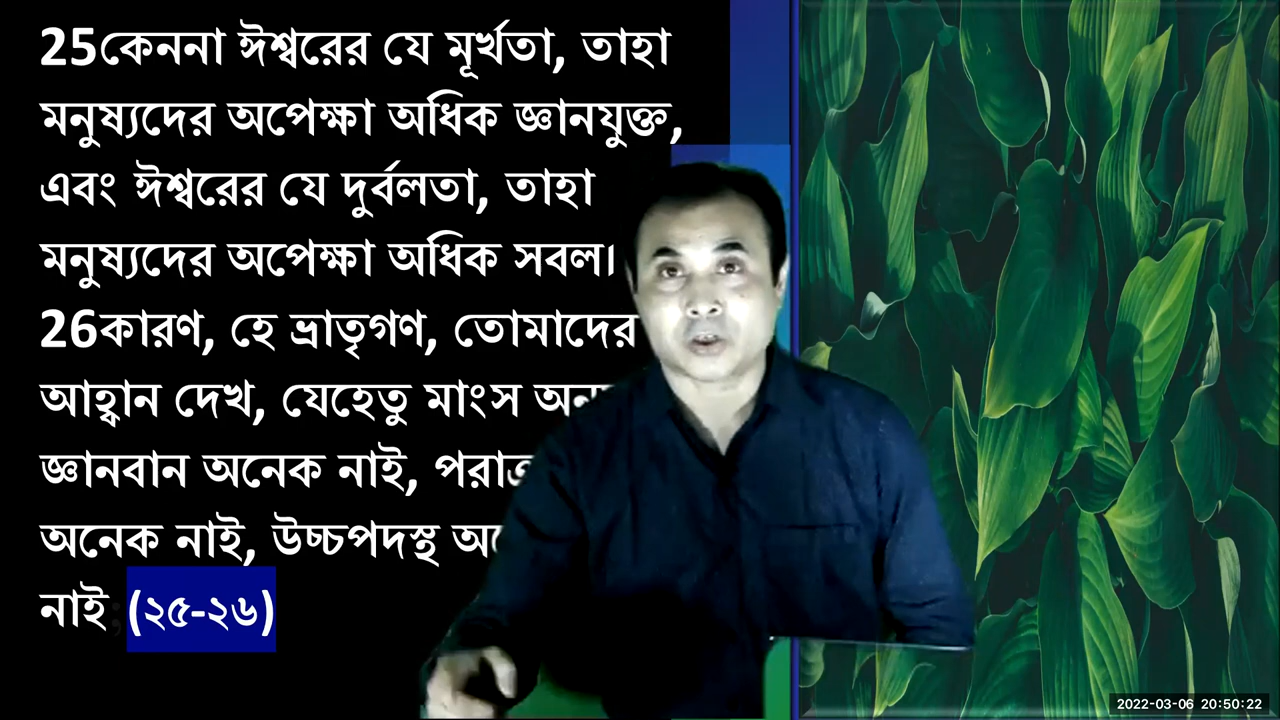 25কেননা ঈশ্বরের যে মূর্খতা, তাহা
মনুষ্যদের অপেক্ষা অধিক জ্ঞানযুক্ত,
এবং ঈশ্বরের যে দুর্বলতা, তাহা
মনুষ্যদের অপেক্ষা অধিক সবল।
26কারণ, হে ভ্রাতৃগণ, তোমাদের
আহ্বান দেখ, যেহেতু মাংস
জ্ঞানবান অনেক নাই,
অনেক নাই, উচ্চপদস্থ
নাই; (২৫-২৬)
2022-03-06 20:50:22